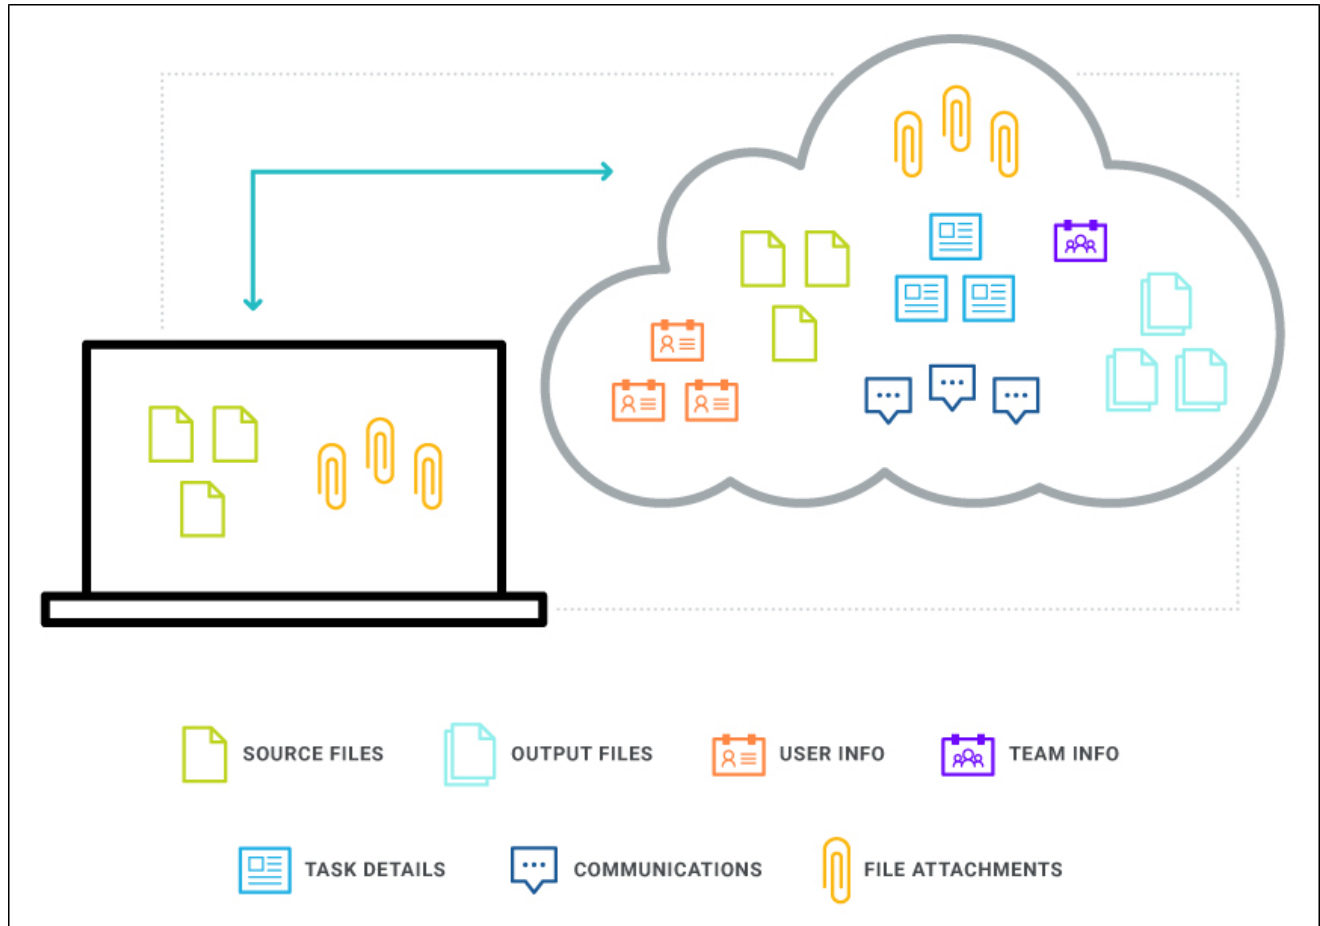 SOURCE FILES
OUTPUT FILES
USER INFO
TEAM INFO
TASK DETAILS
COMMUNICATIONS
FILE ATTACHMENTS